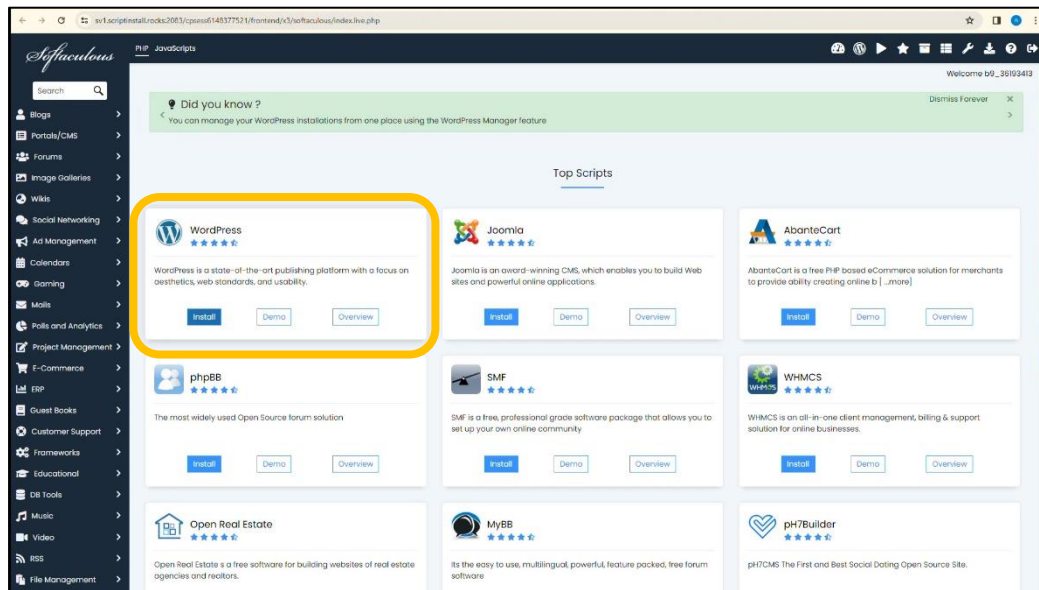 sv1.scriptinstall.rocks:2083/cpsess6148377521/frontend/x3/softaculous/index.live.php
Softaculous
PHP JavaScripts
Welcome b9_36193413
Search
Blogs
Portals/CMS
Forums
Image Galleries
Wikis
Social Networking
Ad Management
Calendars
Gaming
Mails
Polls and Analytics
Project Management
E-Commerce
ERP
Guest Books
Customer Support
Frameworks
Educational
DB Tools
Music
Video
RSS
File Management
Did you know ?
Dismiss Forever
You can manage your WordPress installations from one place using the WordPress Manager feature
Top Scripts
WordPress
WordPress is a state-of-the-art publishing platform with a focus on
aesthetics, web standards, and usability.
Install Demo Overview
Joomla
Joomla is an award-winning CMS, which enables you to build Web
sites and powerful online applications.
Install Demo Overview
AbanteCart
AbanteCart is a free PHP based eCommerce solution for merchants
to provide ability creating online b [ ...more]
Install Demo Overview
phpBB
The most widely used Open Source forum solution
Install Demo Overview
SMF
SMF is a free, professional grade software package that allows you to
set up your own online community
Install Demo Overview
WHMCS
WHMCS
WHMCS is an all-in-one client management, billing & support
solution for online businesses.
Install Demo Overview
Open Real Estate
Open Real Estate s a free software for building websites of real estate
agencies and realtors.
MyBB
Its the easy to use, multilingual, powerful, feature packed, free forum
software
pH7Builder
pH7CMS The First and Best Social Dating Open Source Site.